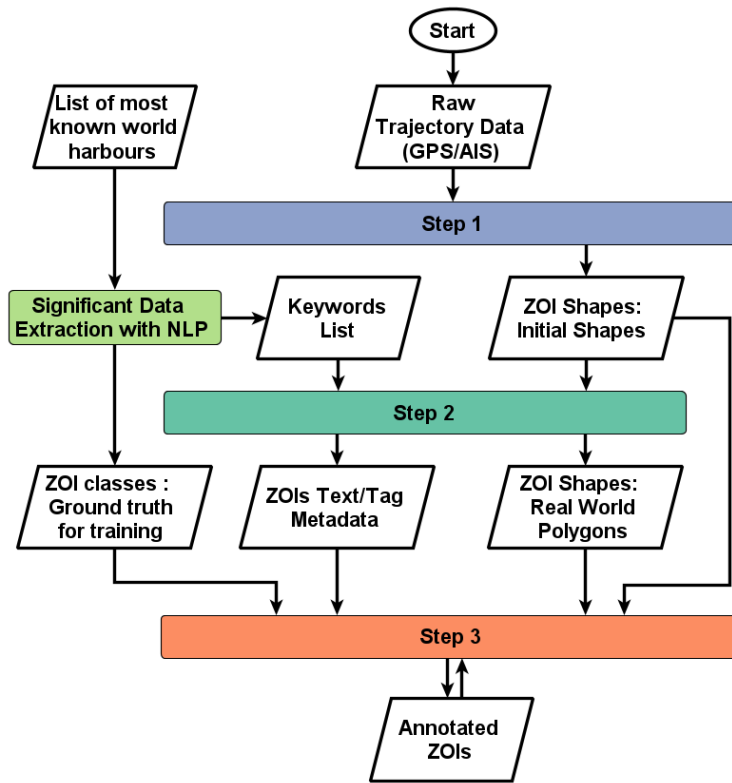 Start
List of most
known world
harbours
Raw
Trajectory Data
(GPS/AIS)
Step 1
Significant Data
Extraction with NLP
Keywords
List
ZOI Shapes:
Initial Shapes
Step 2
ZOI classes :
Ground truth
for training
ZOIs Text/Tag
Metadata
ZOI Shapes:
Real World
Polygons
Step 3
Annotated
ZOIs